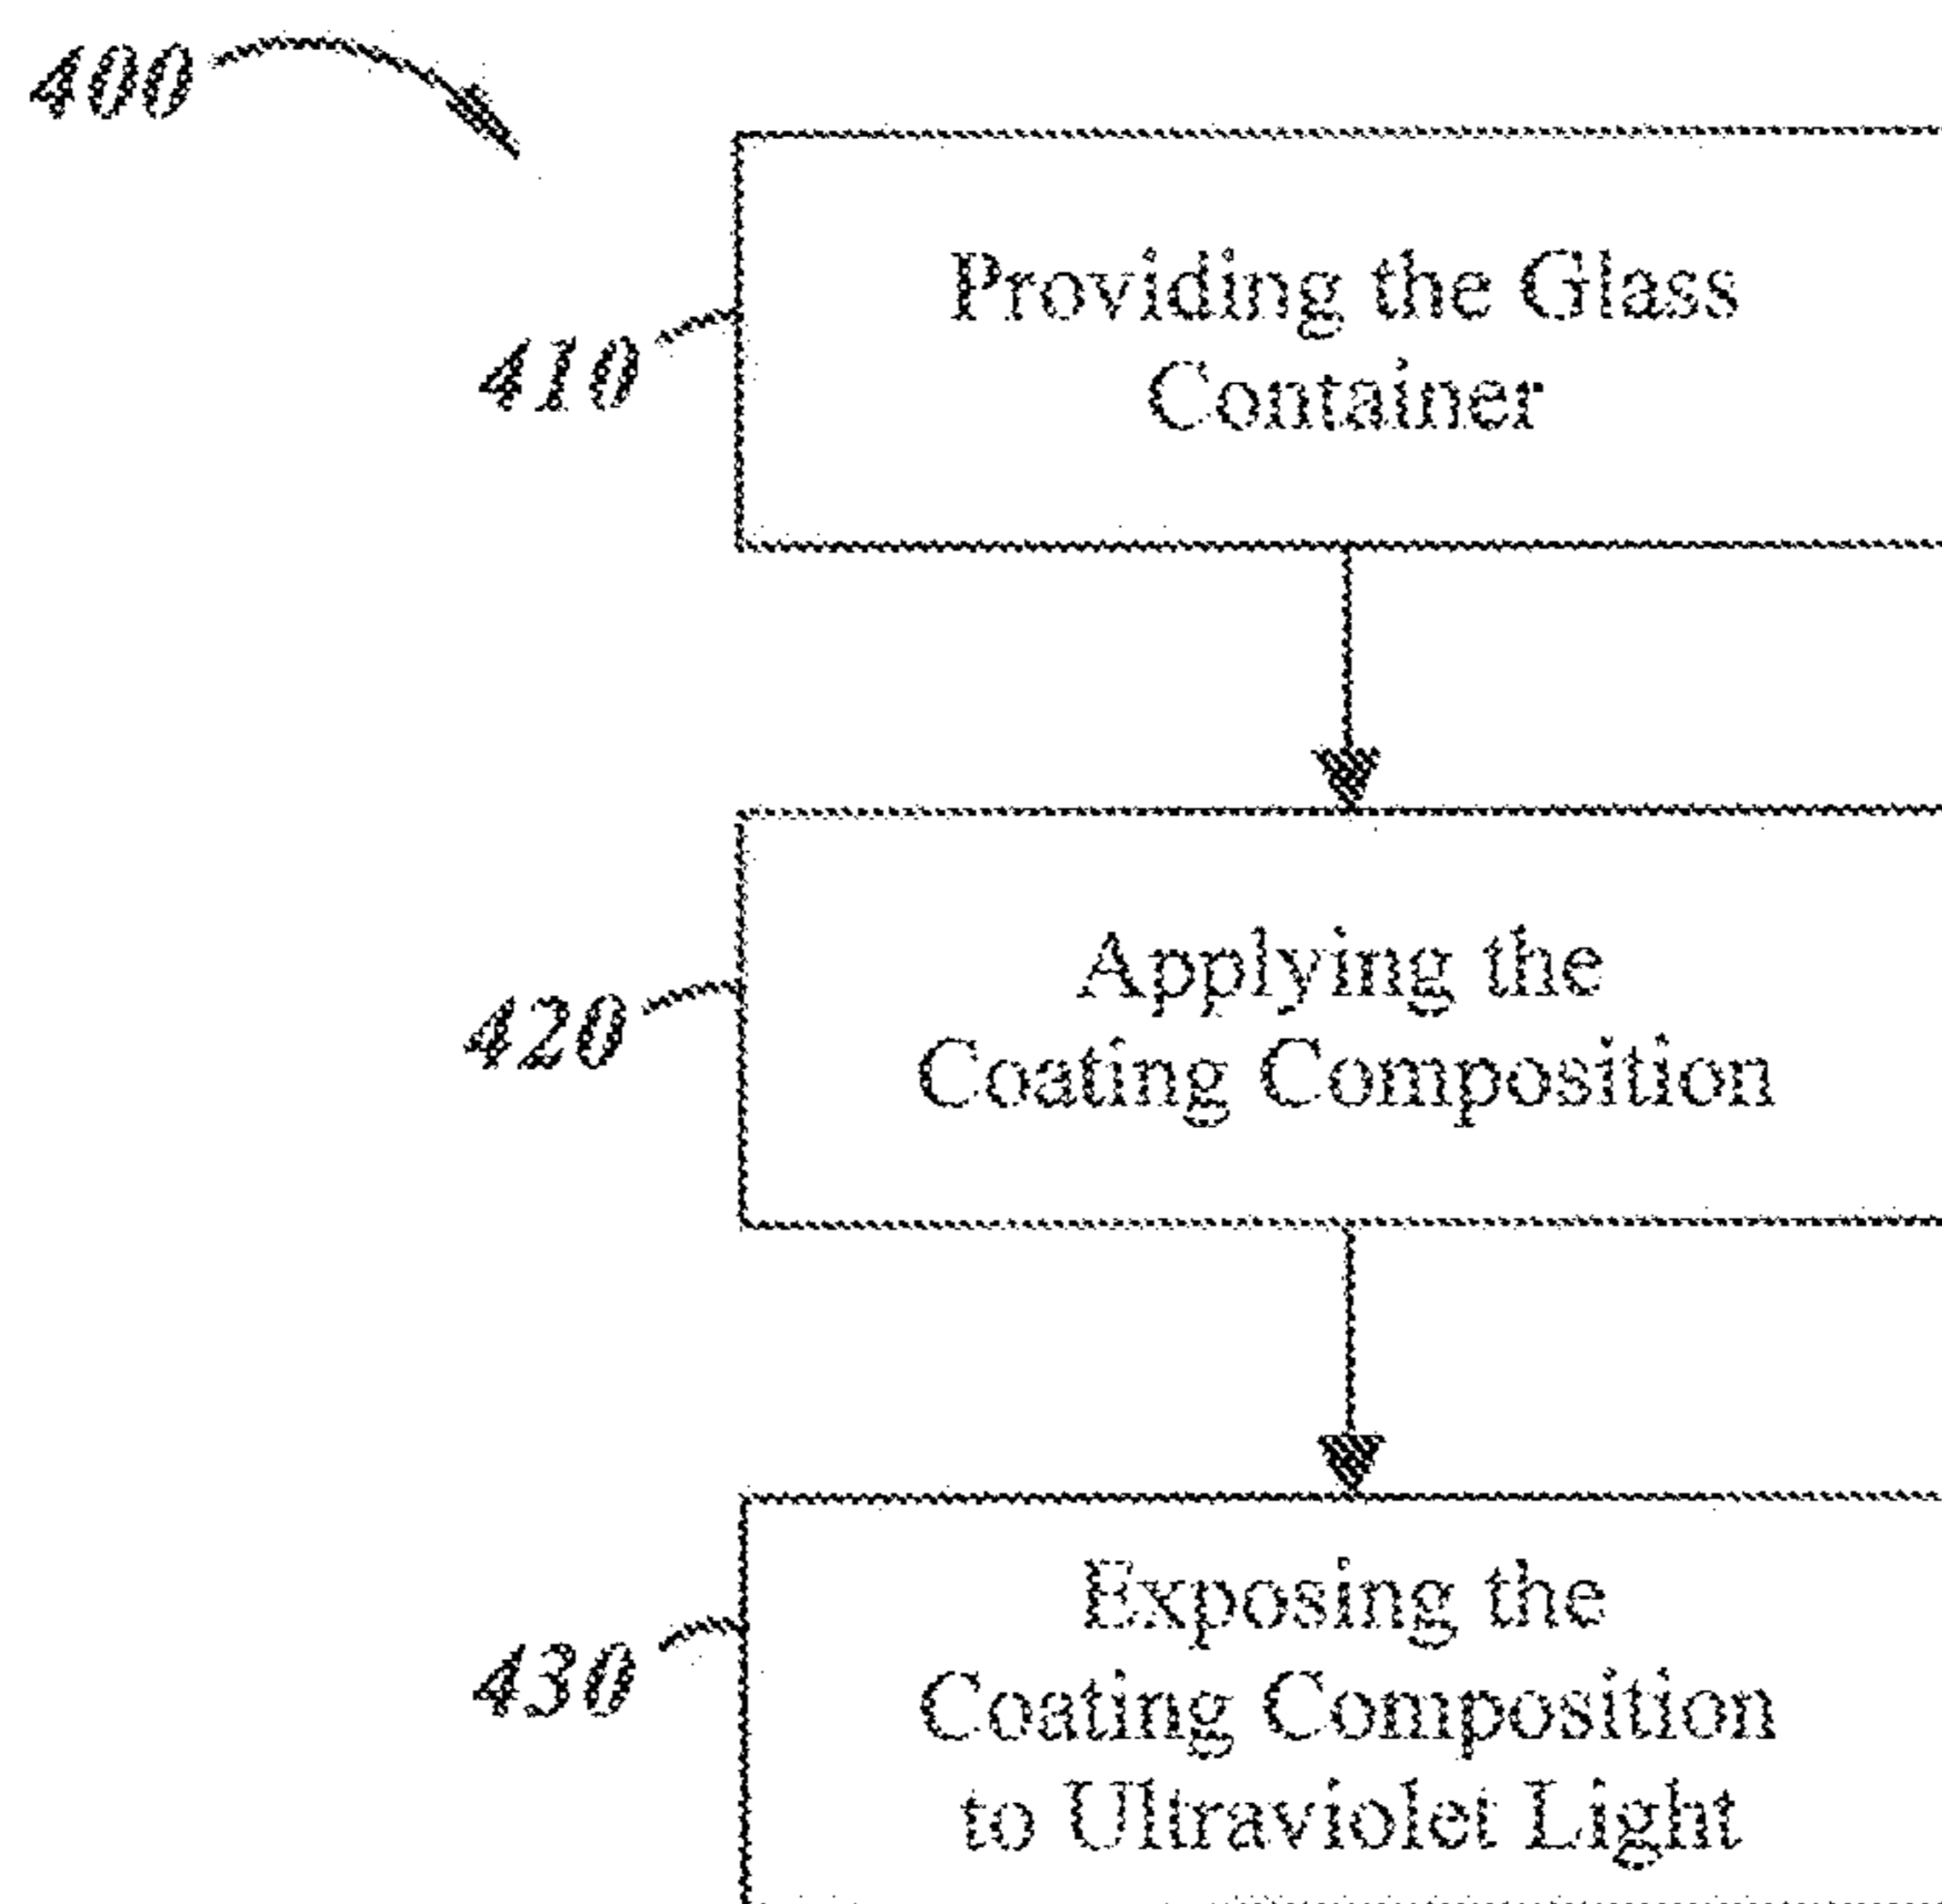 400
410
Providing the Glass
Container
420
Applying the
Coating Composition
430
Exposing the
Coating Composition
to Ultraviolet Light